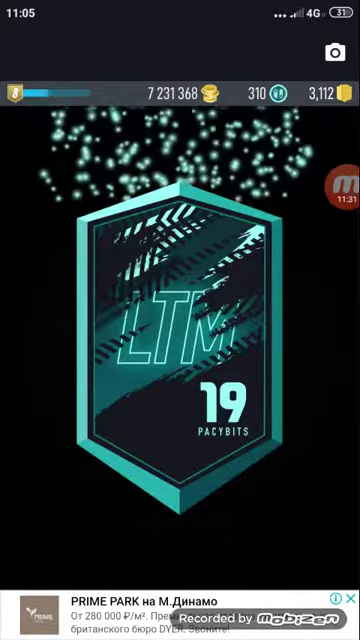 11:05
4G
31
8
7 231 368
310
3,112
11:31
LTM
19
PACYBITS
PRIME PARK на М.Динамо
От 280 000 ₽/м².
британского бюро DYER. Звоните!
PRIME
Recorded by mobizen